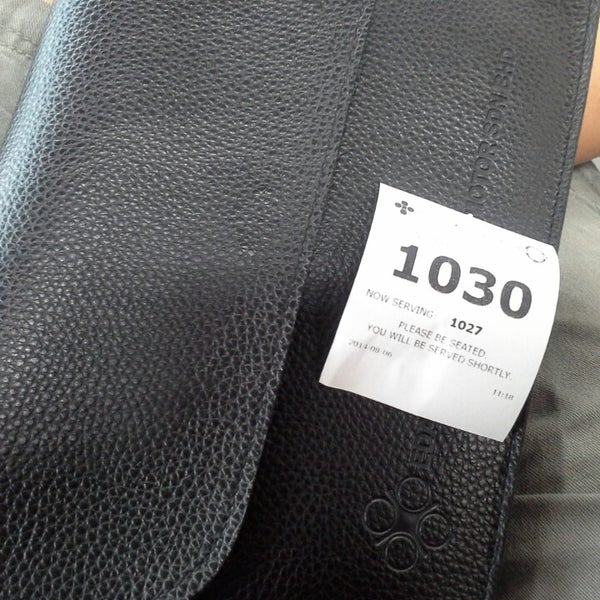 1030
NOW SERVING: 1027
PLEASE BE SEATED.
YOU WILL BE SERVED SHORTLY.
2014-09-06
11:18